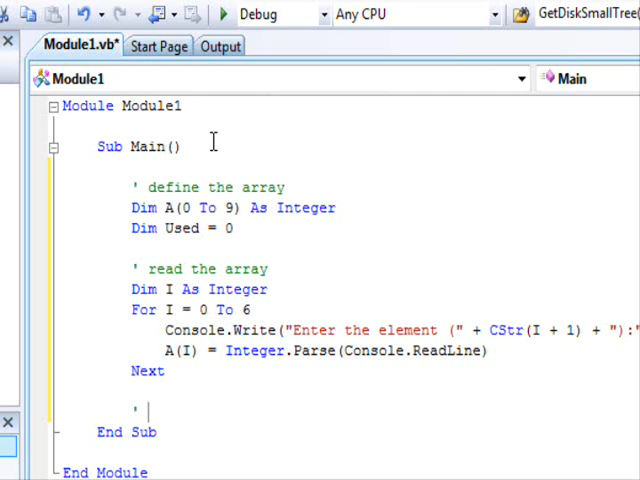 Debug Any CPU GetDiskSmallTree(
Module1.vb* Start Page Output
Module1 Main
Module Module1
Sub Main()
' define the array
Dim A(0 To 9) As Integer
Dim Used = 0
' read the array
Dim I As Integer
For I = 0 To 6
Console.Write("Enter the element (" + CStr(I + 1) + "):"
A(I) = Integer.Parse(Console.ReadLine)
Next
'
End Sub
End Module